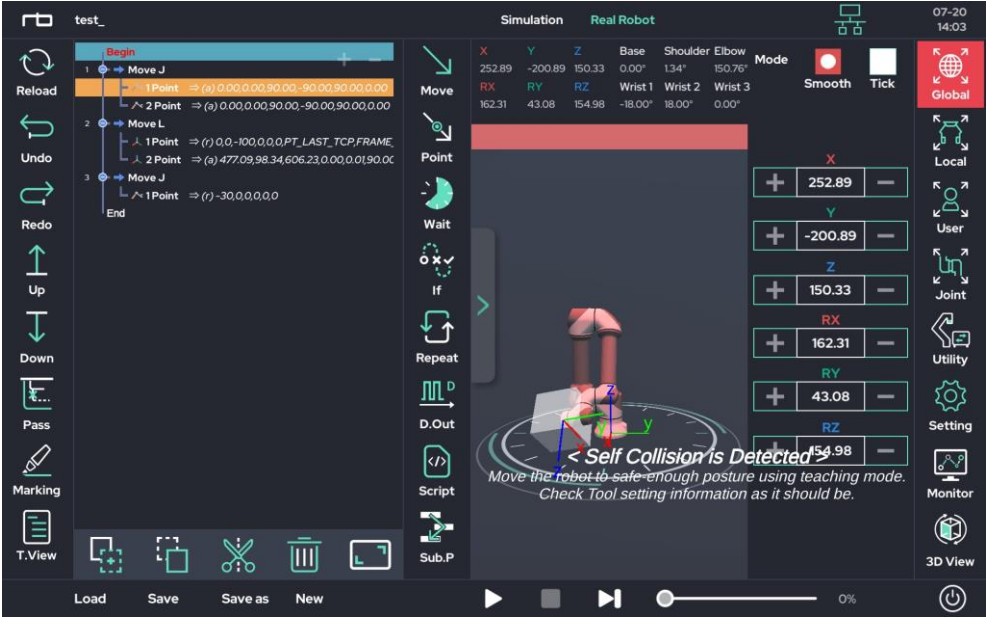 test_
Simulation Real Robot
07-20
14:03
Reload
Undo
Redo
Up
Down
Pass
Marking
T.View
Begin
1 Move J
1 Point ⇒ (a) 0.00,0.00,90.00,-90.00,90.00,0.00
2 Point ⇒ (a) 0.00,0.00,90.00,-90.00,90.00,0.00
2 Move L
1 Point ⇒ (r) 0,0,-100,0,0,0,PT_LAST_TCP,FRAME_
2 Point ⇒ (a) 477.09,98.34,606.23,0.00,0.01,90.00
3 Move J
1 Point ⇒ (r) -30,0,0,0,0,0
End
Move
Point
Wait
If
Repeat
D
D.Out
Script
Sub.P
X Y Z Base Shoulder Elbow
252.89 -200.89 150.33 0.00° 1.34° 150.76°
RX RY RZ Wrist 1 Wrist 2 Wrist 3
162.31 43.08 154.98 -18.00° 18.00° 0.00°
Mode
Smooth Tick
X
252.89
Y
-200.89
Z
150.33
RX
162.31
RY
43.08
RZ
154.98
z
y
y
x
x
z
< Self Collision is Detected >
Move the robot to safe-enough posture using teaching mode.
Check Tool setting information as it should be.
Global
Local
User
Joint
Utility
Setting
Monitor
3D View
Load Save Save as New
0%